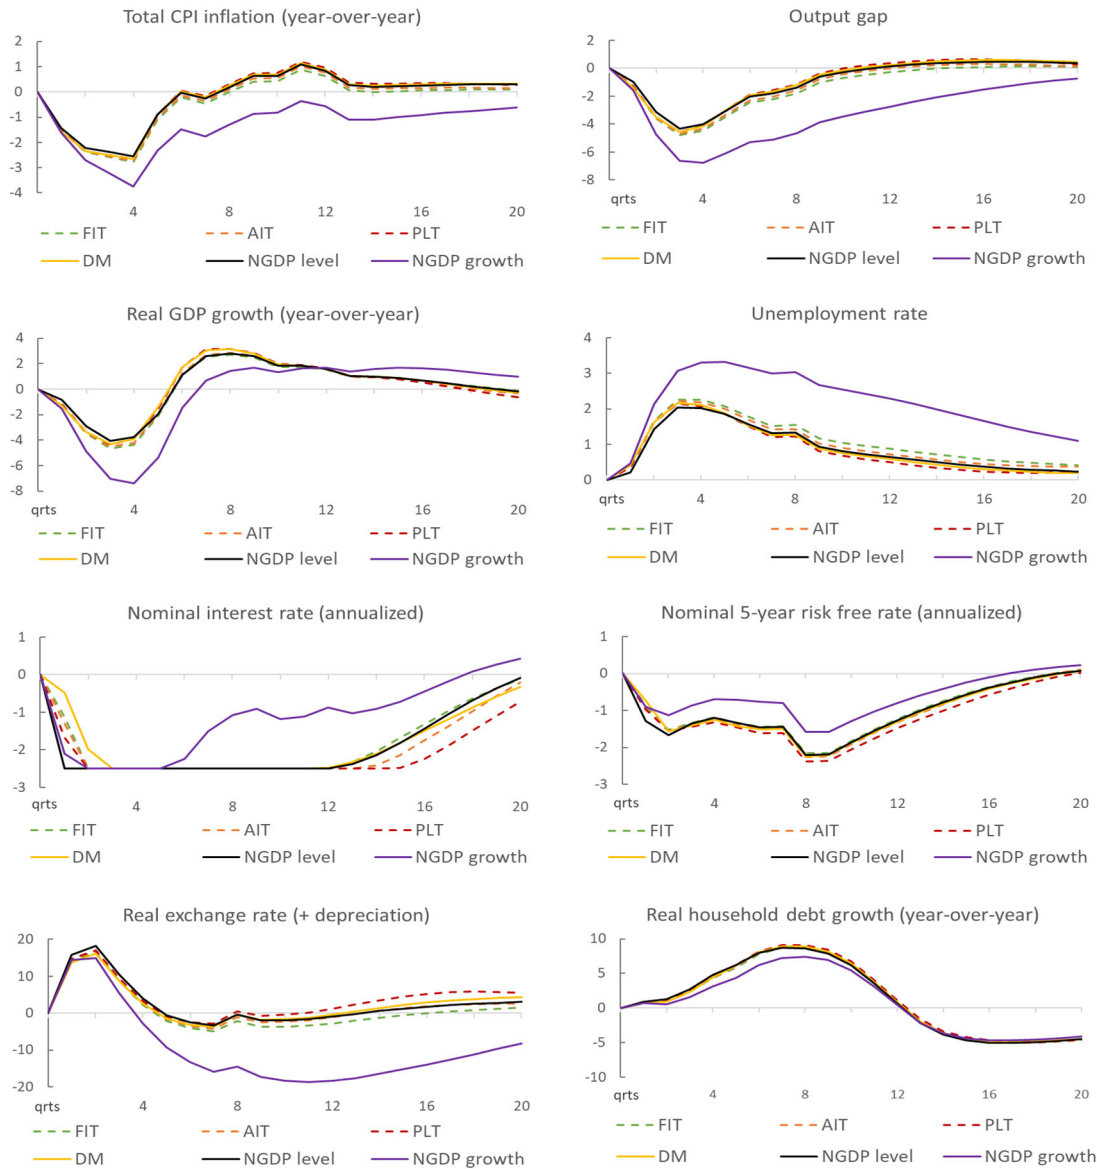 Total CPI inflation (year-over-year)
2
1
0
-1
-2
-3
-4
4 8 12 16 20
FIT AIT PLT
DM NGDP level NGDP growth
Output gap
2
0
-2
-4
-6
-8
qrts 4 8 12 16 20
FIT AIT PLT
DM NGDP level NGDP growth
Real GDP growth (year-over-year)
4
2
0
-2
-4
-6
-8
qrts 4 8 12 16 20
FIT AIT PLT
DM NGDP level NGDP growth
Unemployment rate
4
3
2
1
0
qrts 4 8 12 16 20
FIT AIT PLT
DM NGDP level NGDP growth
Nominal interest rate (annualized)
1
0
-1
-2
-3
qrts 4 8 12 16 20
FIT AIT PLT
DM NGDP level NGDP growth
Nominal 5-year risk free rate (annualized)
1
0
-1
-2
-3
qrts 4 8 12 16 20
FIT AIT PLT
DM NGDP level NGDP growth
Real exchange rate (+ depreciation)
20
10
0
-10
-20
qrts 4 8 12 16 20
FIT AIT PLT
DM NGDP level NGDP growth
Real household debt growth (year-over-year)
10
5
0
-5
-10
qrts 4 8 12 16 20
FIT AIT PLT
DM NGDP level NGDP growth